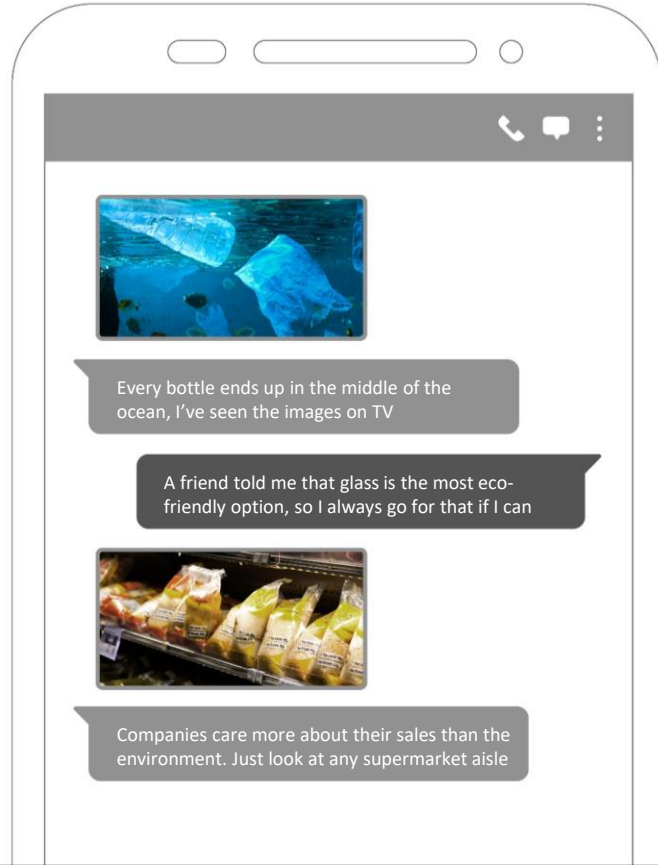 Every bottle ends up in the middle of the
ocean, I’ve seen the images on TV
A friend told me that glass is the most eco-
friendly option, so I always go for that if I can
Companies care more about their sales than the
environment. Just look at any supermarket aisle